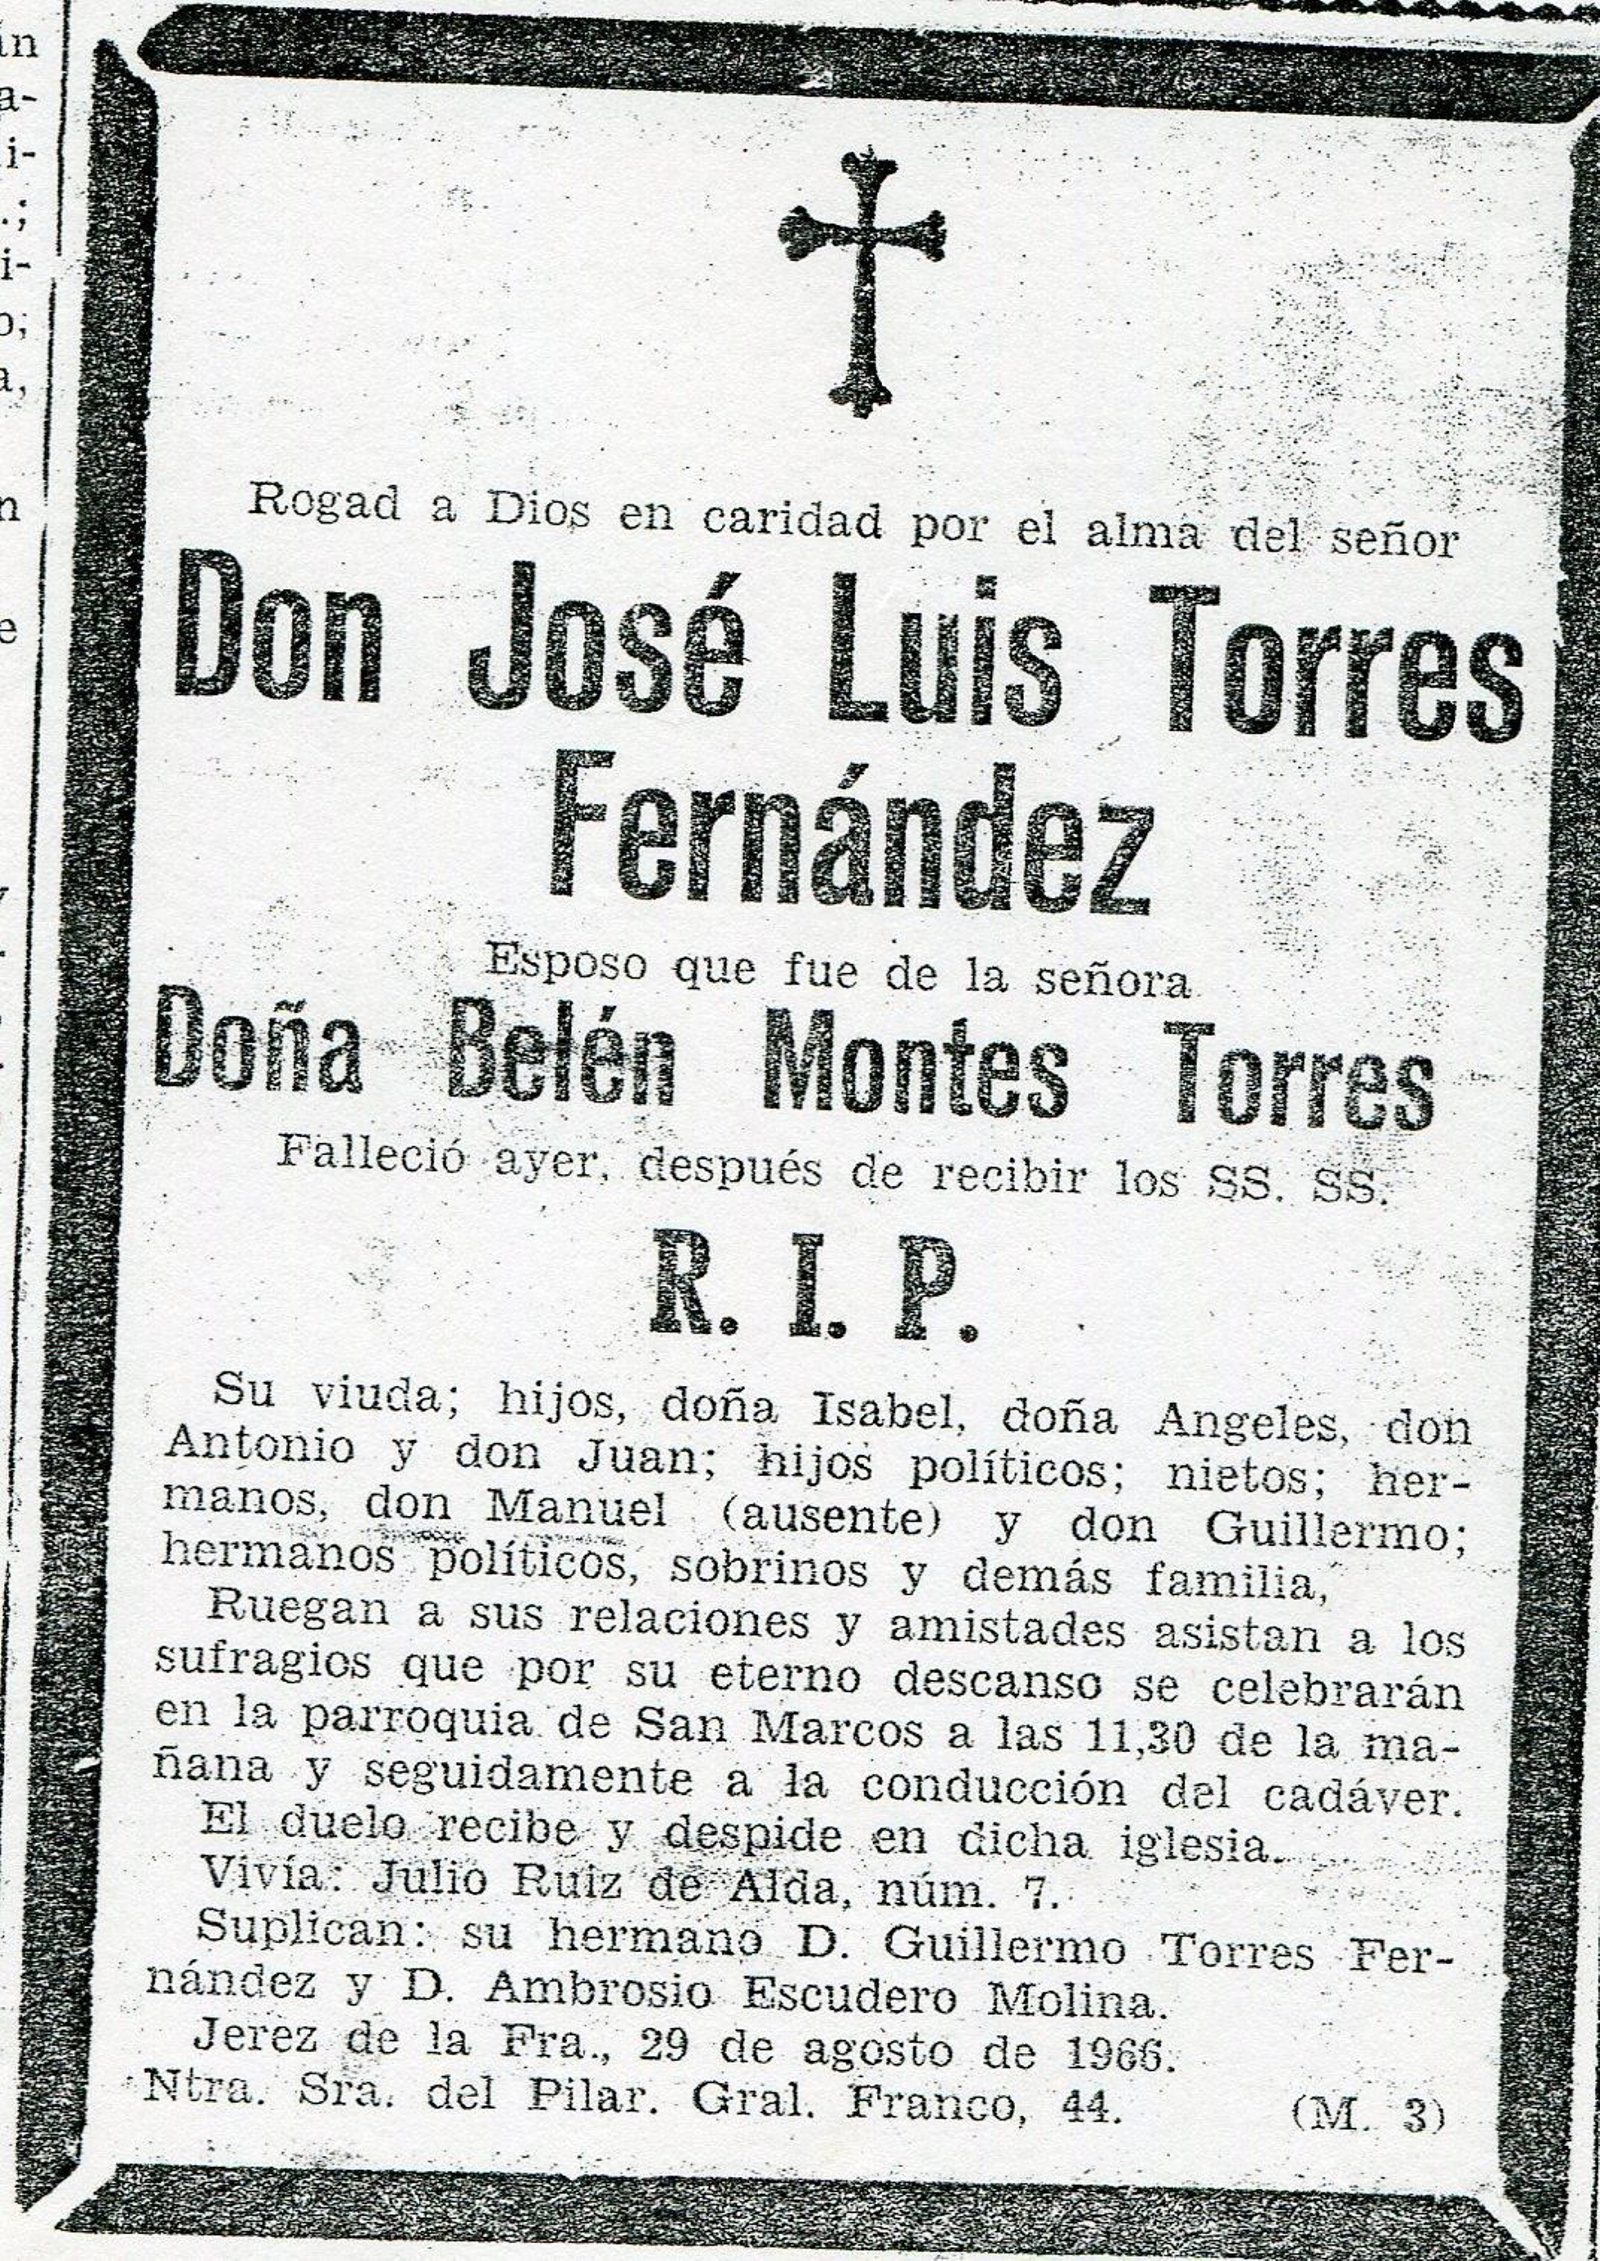 Rogad a Dios en caridad por el alma del señor
Don José Luis Torres
Fernández
Esposo que fue de la señora
Doña Belén Montes Torres
Falleció ayer, después de recibir los SS. SS.
R. I. P.
Su viuda; hijos, doña Isabel, doña Angeles, don
Antonio y don Juan; hijos políticos; nietos; her-
manos, don Manuel (ausente) y don Guillermo;
hermanos políticos, sobrinos y demás familia,
Ruegan a sus relaciones y amistades asistan a los
sufragios que por su eterno descanso se celebrarán
en la parroquia de San Marcos a las 11,30 de la ma-
ñana y seguidamente a la conducción del cadáver.
El duelo recibe y despide en dicha iglesia.
Vivía: Julio Ruiz de Alda, núm. 7.
Suplican: su hermano D. Guillermo Torres Fer-
nández y D. Ambrosio Escudero Molina.
Jerez de la Fra., 29 de agosto de 1966.
Ntra. Sra. del Pilar. Gral. Franco, 44. (M. 3)